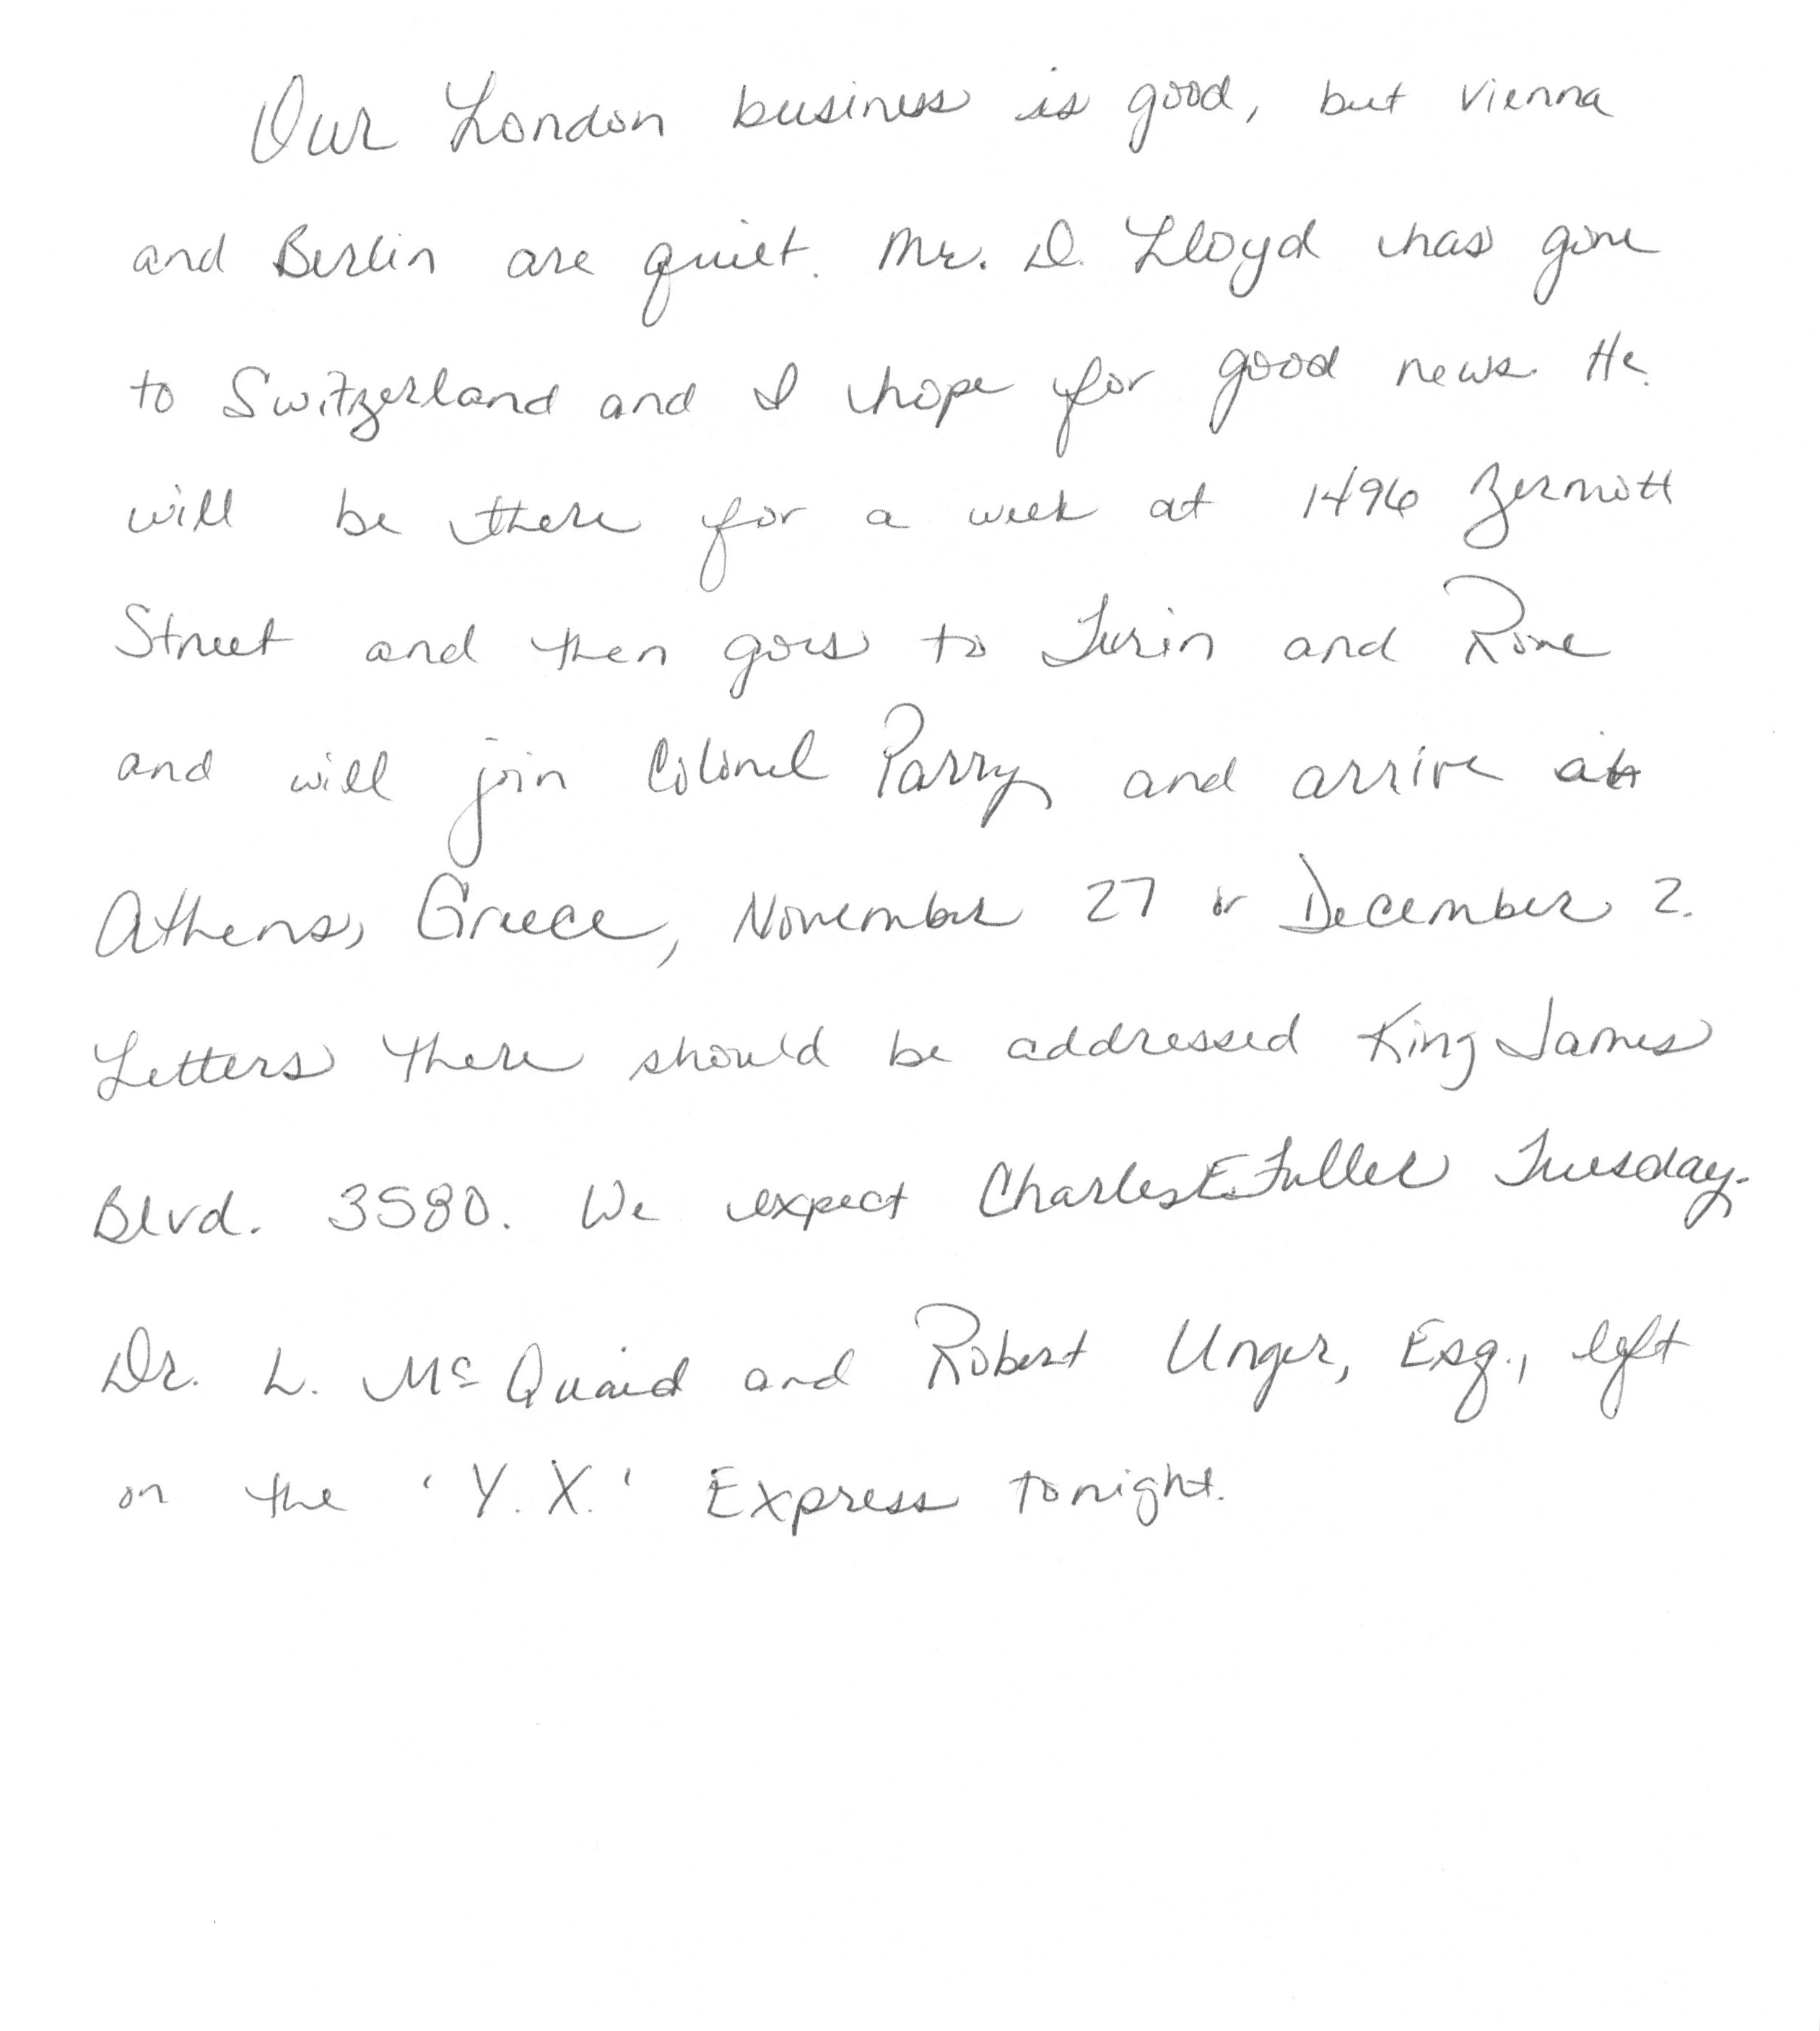 Our London business is good, but Vienna
and Berlin are quiet. Mr. D. Lloyd has gone
to Switzerland and I hope for good news. He
will be there for a week at 1496 Zermott
Street and then goes to Turin and Rome
and will join Colonel Parry and arrive at
Athens, Greece, November 27 or December 2.
Letters there should be addressed King James
Blvd. 3580. We expect Charles E. Fuller Tuesday.
Dr. L. McQuaid and Robert Unger, Esq., left
on the 'Y. X.' Express tonight.